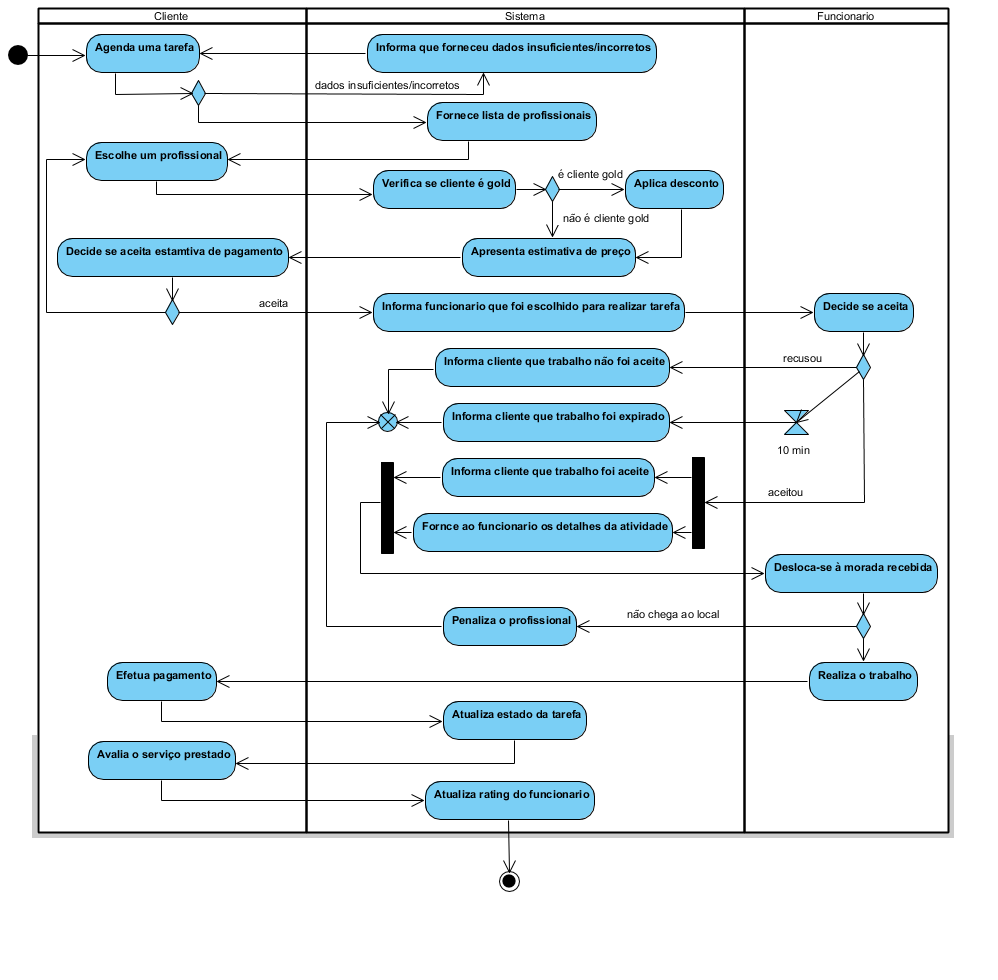 Cliente
Sistema
Funcionario
Agenda uma tarefa
Informa que forneceu dados insuficientes/incorretos
dados insuficientes/incorretos
Fornece lista de profissionais
Escolhe um profissional
Verifica se cliente é gold
é cliente gold
Aplica desconto
não é cliente gold
Decide se aceita estamtiva de pagamento
Apresenta estimativa de preço
aceita
Informa funcionario que foi escolhido para realizar tarefa
Decide se aceita
Informa cliente que trabalho não foi aceite
recusou
Informa cliente que trabalho foi expirado
10 min
Informa cliente que trabalho foi aceite
aceitou
Fornce ao funcionario os detalhes da atividade
Desloca-se à morada recebida
Penaliza o profissional
não chega ao local
Efetua pagamento
Realiza o trabalho
Atualiza estado da tarefa
Avalia o serviço prestado
Atualiza rating do funcionario